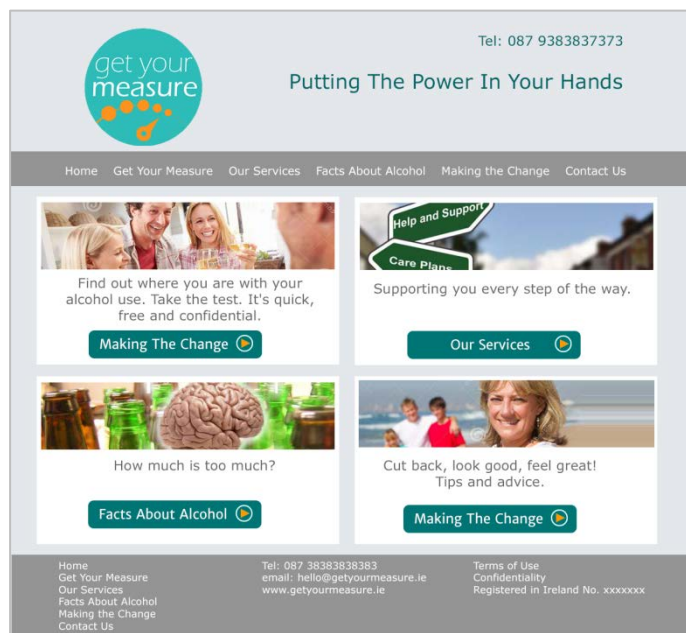 Tel: 087 9383837373
get your
measure
Putting The Power In Your Hands
Home Get Your Measure Our Services Facts About Alcohol Making the Change Contact Us
Help and Support
Care Plans
Find out where you are with your
alcohol use. Take the test. It's quick,
free and confidential.
Making The Change
Supporting you every step of the way.
Our Services
How much is too much?
Facts About Alcohol
Cut back, look good, feel great!
Tips and advice.
Making The Change
Home
Get Your Measure
Our Services
Facts About Alcohol
Making the Change
Contact Us
Tel: 087 38383838383
email: hello@getyourmeasure.ie
www.getyourmeasure.ie
Terms of Use
Confidentiality
Registered in Ireland No. xxxxxxx